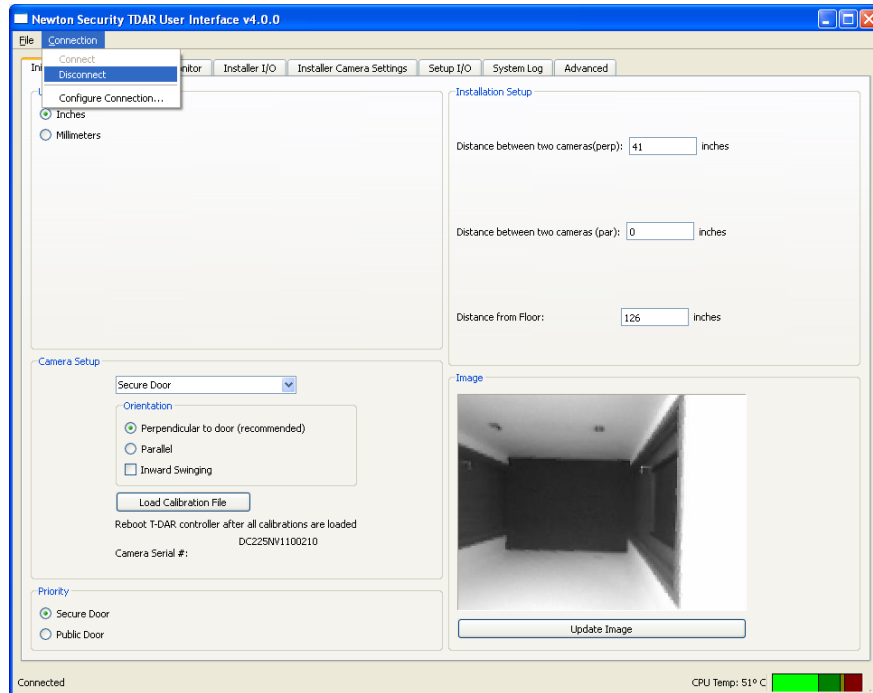 Newton Security TDAR User Interface v4.0.0
File Connection
Connect
Disconnect
Configure Connection...
Installer I/O Installer Camera Settings Setup I/O System Log Advanced
Inches
Millimeters
Installation Setup
Distance between two cameras(perp): 41 inches
Distance between two cameras (par): 0 inches
Distance from Floor: 126 inches
Camera Setup
Secure Door
Orientation
Perpendicular to door (recommended)
Parallel
Inward Swinging
Load Calibration File
Reboot T-DAR controller after all calibrations are loaded
DC225NV1100210
Camera Serial #:
Priority
Secure Door
Public Door
Image
Update Image
Connected CPU Temp: 51° C